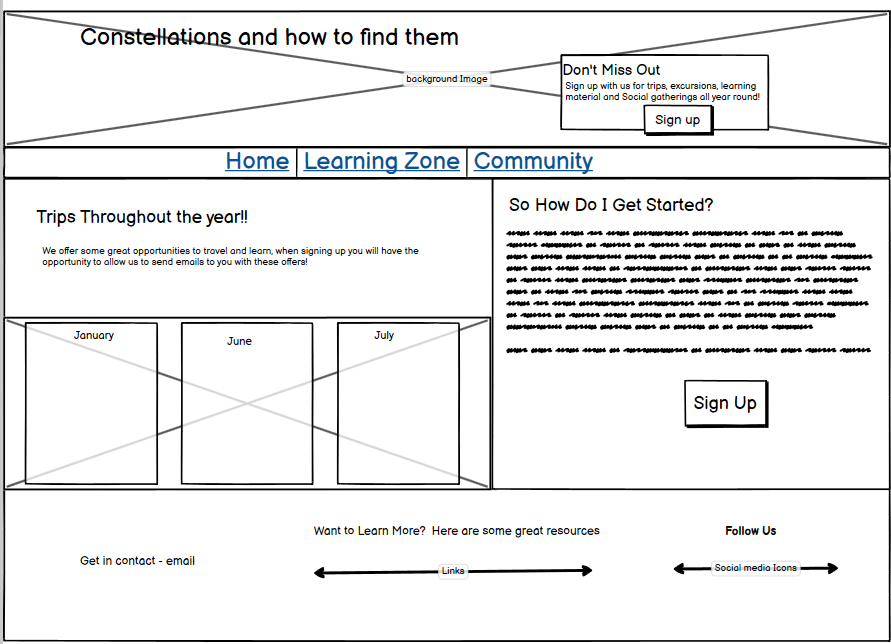 Constellations and how to find them
background Image
Don't Miss Out
Sign up with us for trips, excursions, learning
material and Social gatherings all year round!
Sign up
Home
Learning Zone
Community
Trips Throughout the year!!
We offer some great opportunities to travel and learn, when signing up you will have the
opportunity to allow us to send emails to you with these offers!
January
June
July
So How Do I Get Started?
Sign Up
Get in contact - email
Want to Learn More? Here are some great resources
Links
Follow Us
Social media Icons